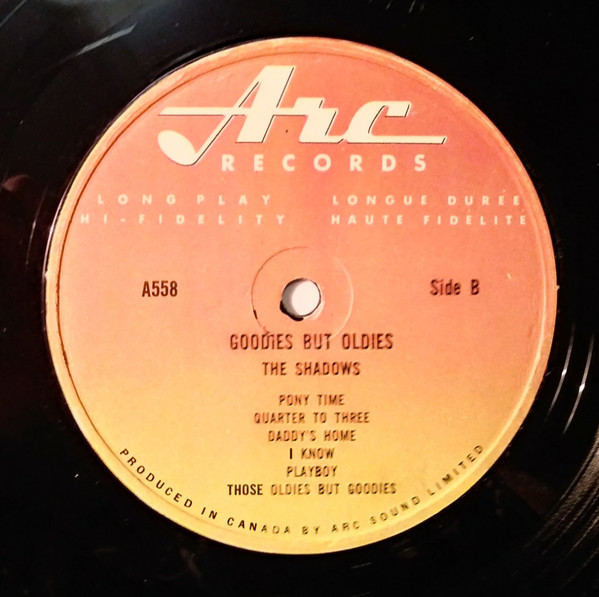 Arc
RECORDS
LONG PLAY LONGUE DURÉE
HI-FIDELITY HAUTE FIDELITE
A558 Side B
GOODIES BUT OLDIES
THE SHADOWS
PONY TIME
QUARTER TO THREE
DADDY'S HOME
I KNOW
PLAYBOY
THOSE OLDIES BUT GOODIES
PRODUCED IN CANADA BY ARC SOUND LIMITED